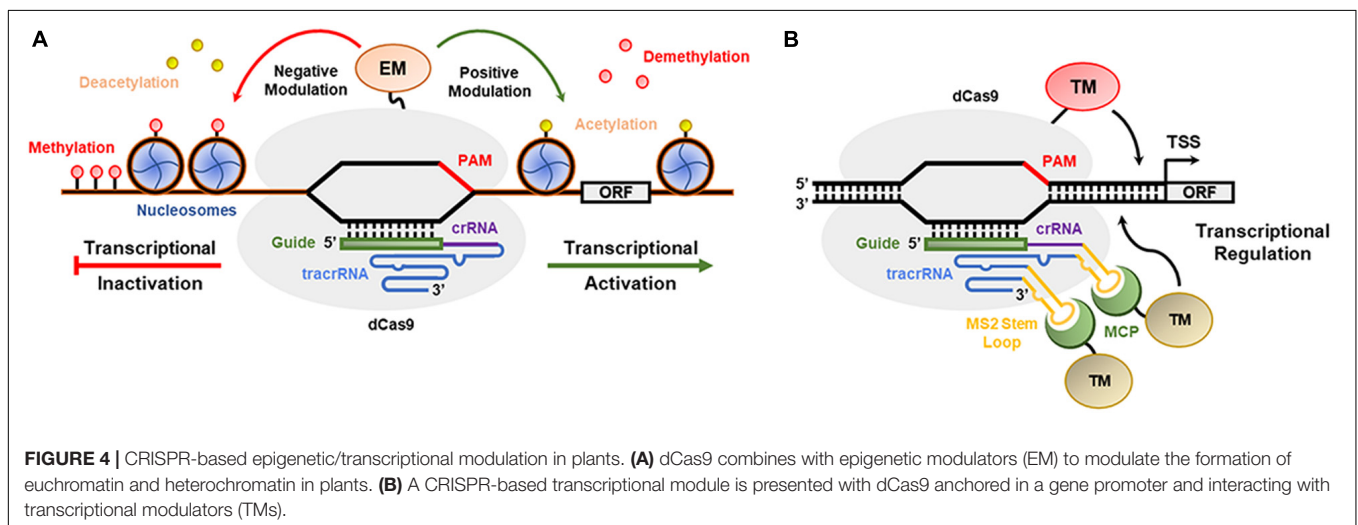 A
Deacetylation
Negative
Modulation
EM
Positive
Modulation
Demethylation
Methylation
Acetylation
PAM
ORF
Nucleosomes
crRNA
Guide 5’
Transcriptional
Inactivation
tracrRNA
3’
Transcriptional
Activation
dCas9
B
dCas9
TM
TSS
PAM
5’
3’
ORF
crRNA
Guide 5’
Transcriptional
Regulation
tracrRNA
3’
MS2 Stem
Loop
MCP
TM
TM
FIGURE 4 | CRISPR-based epigenetic/transcriptional modulation in plants. (A) dCas9 combines with epigenetic modulators (EM) to modulate the formation of
euchromatin and heterochromatin in plants. (B) A CRISPR-based transcriptional module is presented with dCas9 anchored in a gene promoter and interacting with
transcriptional modulators (TMs).